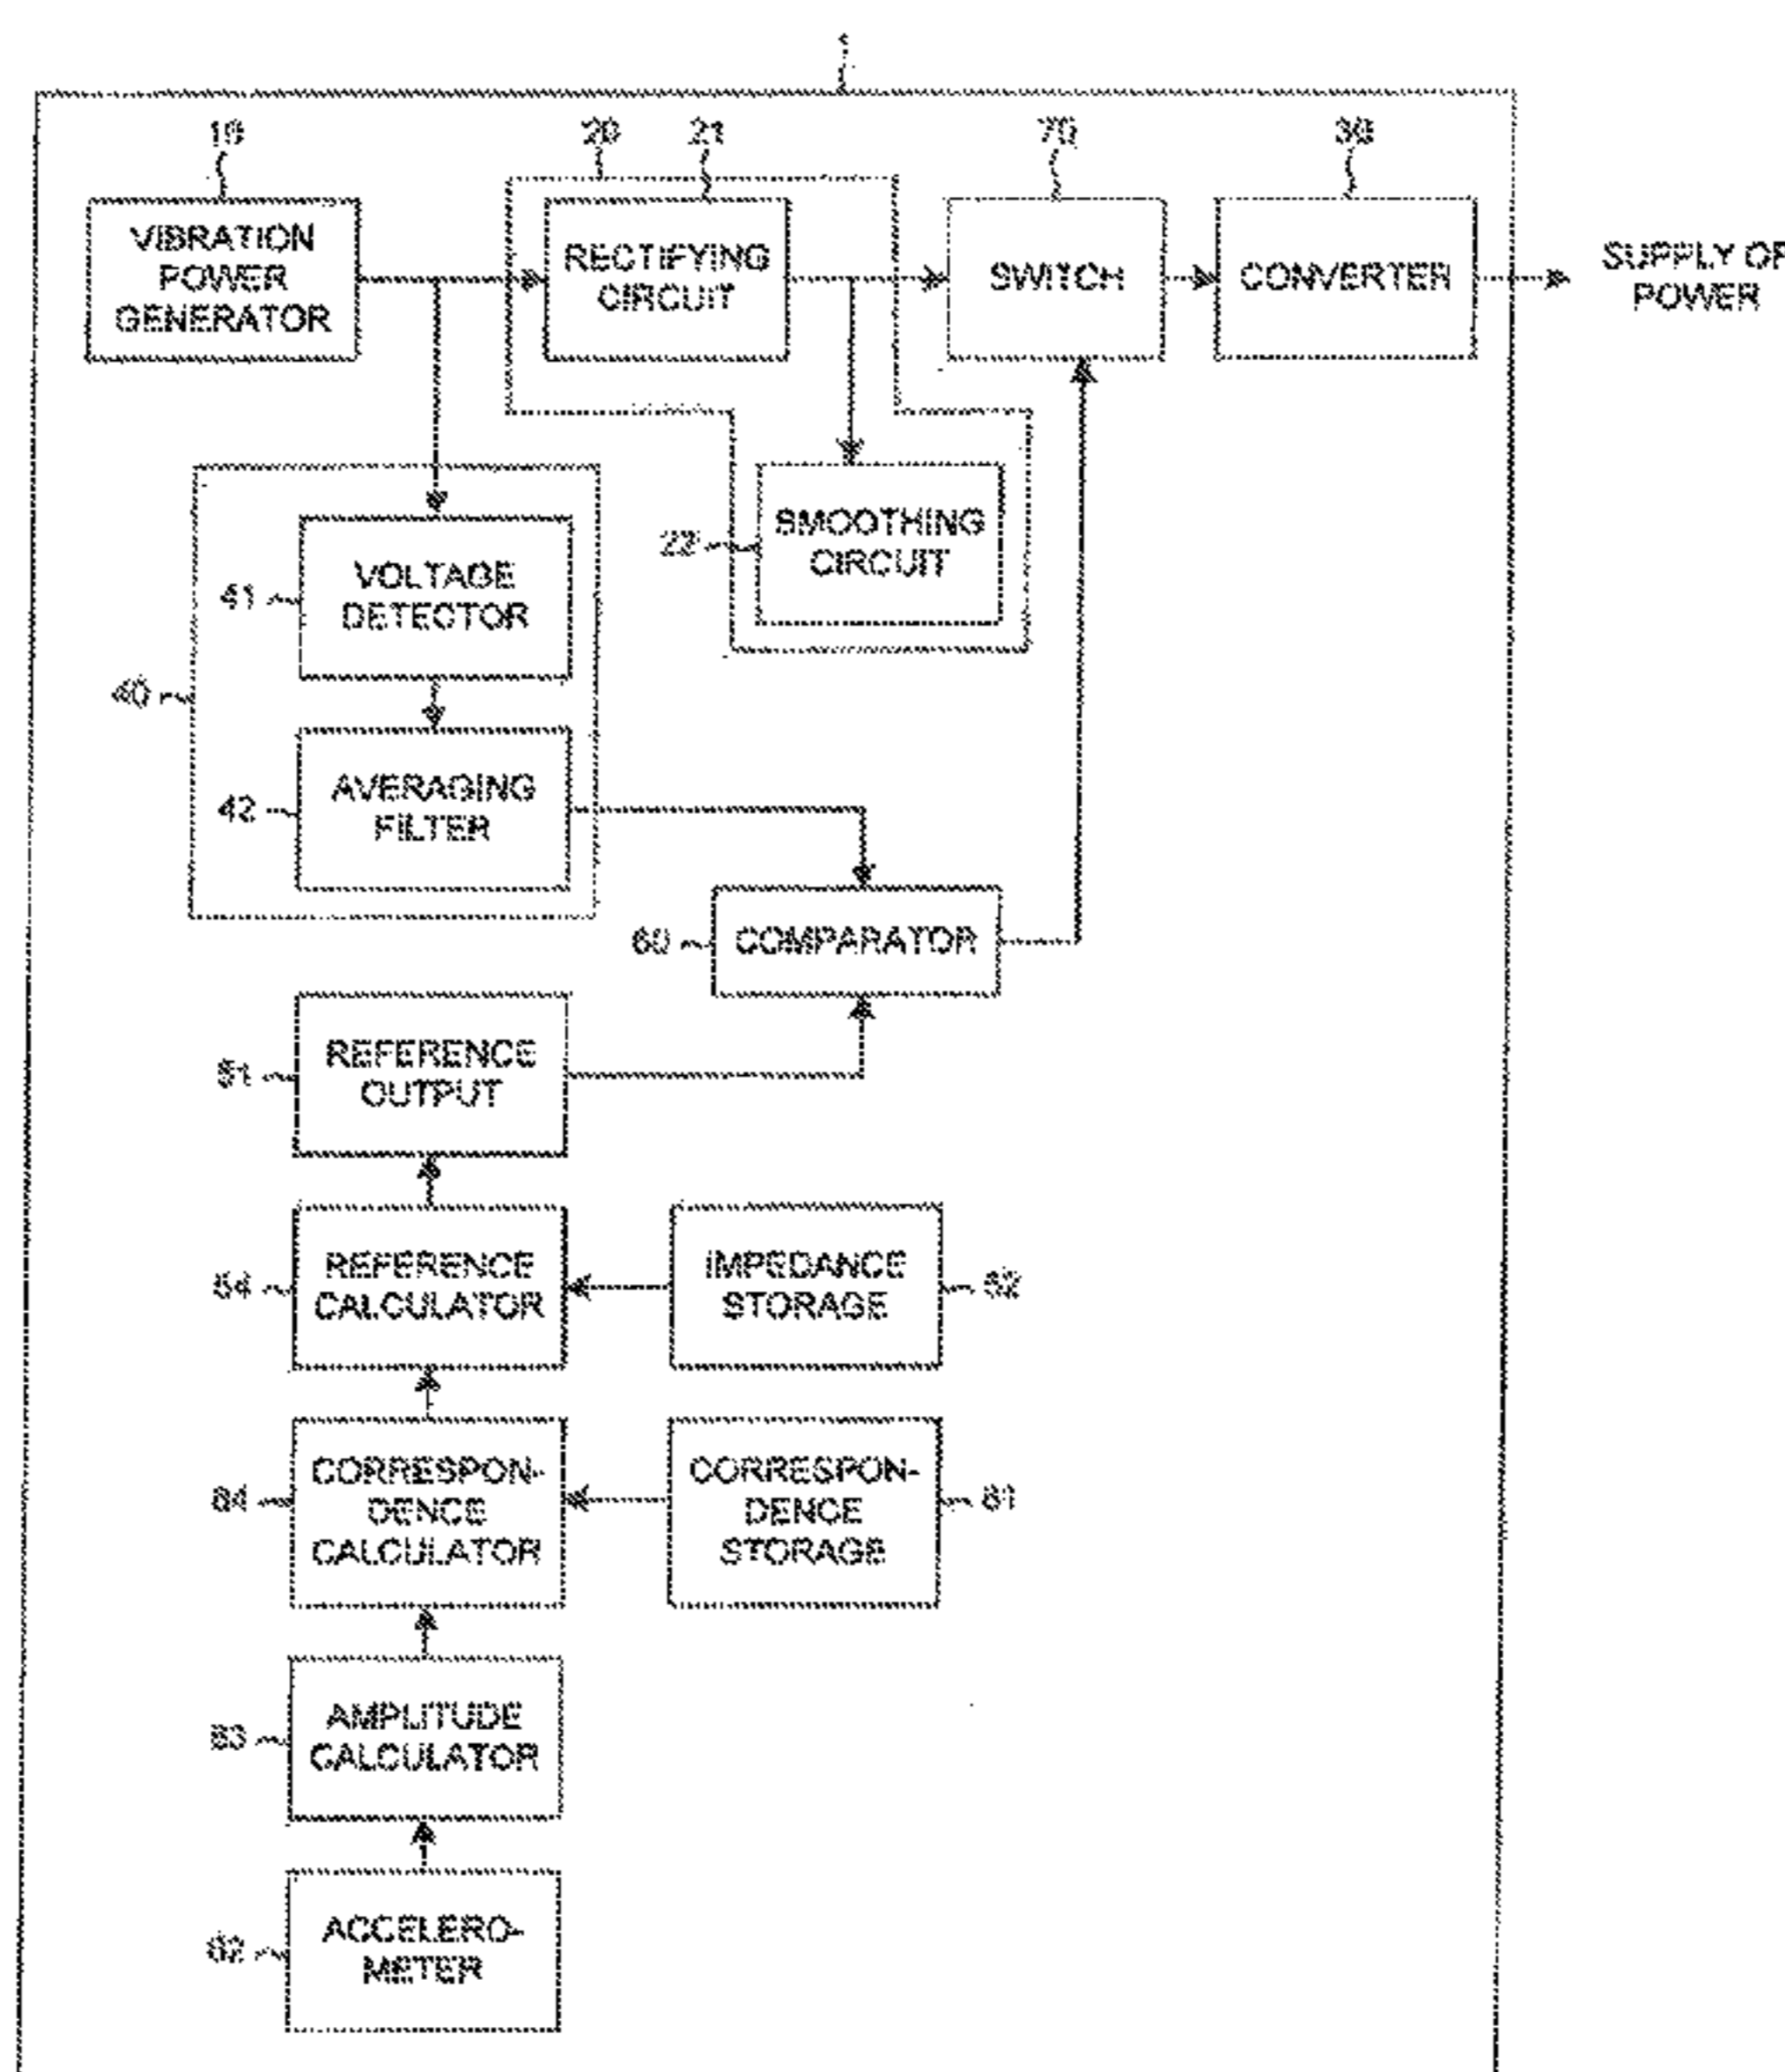 1
10
20
21
70
30
VIBRATION
POWER
GENERATOR
RECTIFYING
CIRCUIT
SWITCH
CONVERTER
SUPPLY OF
POWER
22
SMOOTHING
CIRCUIT
41
VOLTAGE
DETECTOR
40
42
AVERAGING
FILTER
60
COMPARATOR
51
REFERENCE
OUTPUT
54
REFERENCE
CALCULATOR
IMPEDANCE
STORAGE
52
84
CORRESPON-
DENCE
CALCULATOR
CORRESPON-
DENCE
STORAGE
81
83
AMPLITUDE
CALCULATOR
82
ACCELERO-
METER